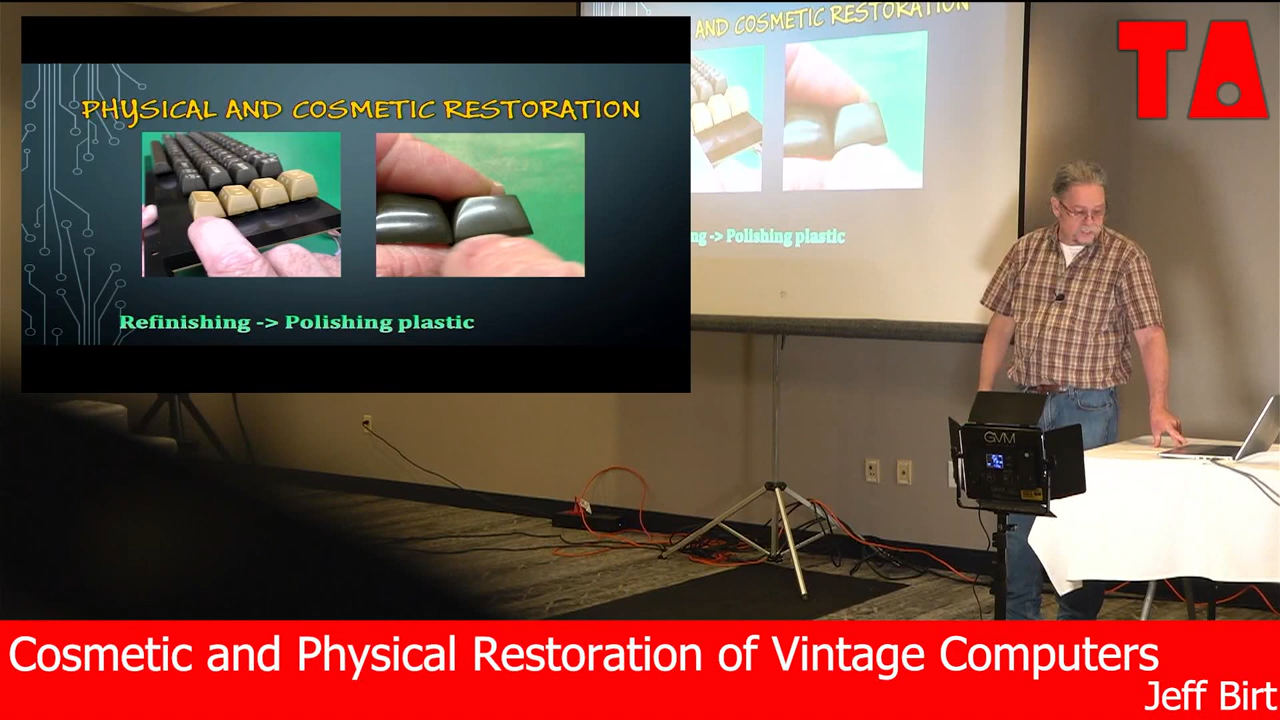 PHYSICAL AND COSMETIC RESTORATION
Refinishing -> Polishing plastic
AND COSMETIC RESTORATION
ng -> Polishing plastic
TA
GVM
Cosmetic and Physical Restoration of Vintage Computers
Jeff Birt